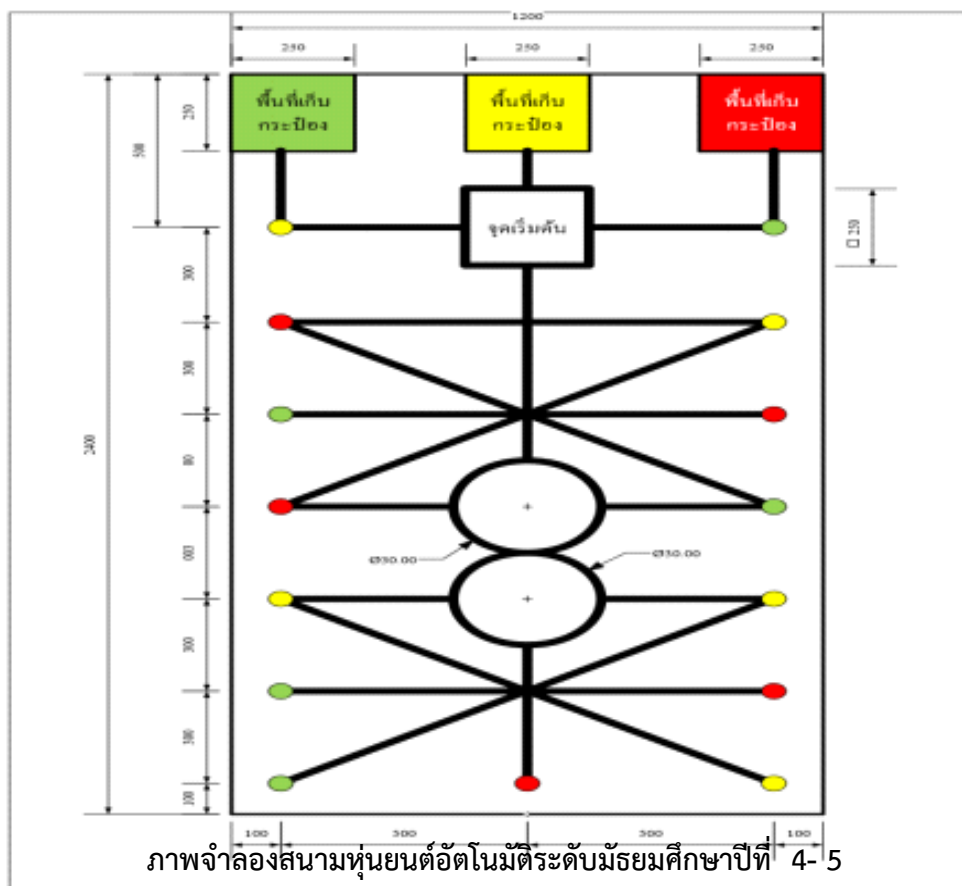 1200
250 250 250
พื้นที่เก็บ
กระป๋อง
พื้นที่เก็บ
กระป๋อง
พื้นที่เก็บ
กระป๋อง
250
500
จุดเริ่มต้น
□ 250
300
300
2400
Ø30.00
Ø30.00
300
300
100
100 500 500 100
ภาพจำลองสนามหุ่นยนต์อัตโนมัติระดับมัธยมศึกษาปีที่ 4- 5